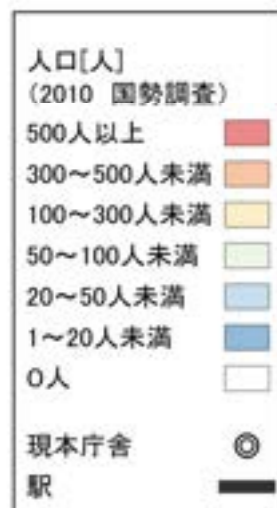 人口[人]
(2010 国勢調査)
500人以上
300～500人未満
100～300人未満
50～100人未満
20～50人未満
1～20人未満
0人
現本庁舎
駅